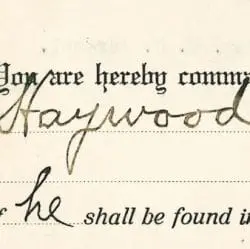 You are hereby comma
Haywood
f he shall be found i